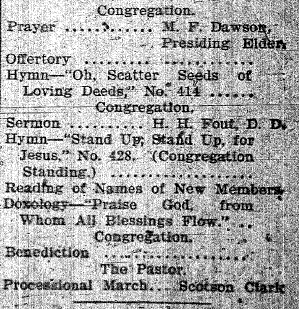 Congregation.
Prayer ........... M. F. Dawson,
Presiding Elder.
Offertory .......... ..............
Hymn—"Oh, Scatter Seeds of
Loving Deeds," No. 414 ......
Congregation.
Sermon .......... H. H. Fout, D. D.
Hymn—"Stand Up, Stand Up, for
Jesus," No. 428. (Congregation
Standing.) ....................
Reading of Names of New Members.
Doxology—"Praise God, from
Whom All Blessings Flow." ...
Congregation.
Benediction ....................
The Pastor.
Processional March... Scotson Clark